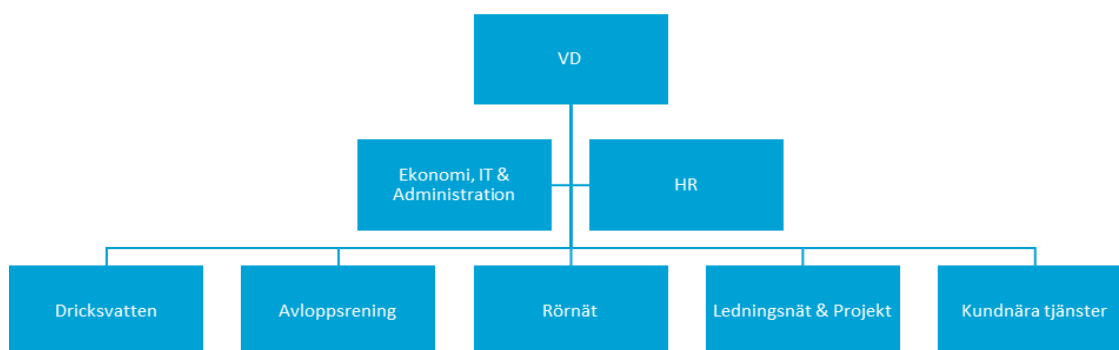 VD
Ekonomi, IT &
Administration
HR
Dricksvatten
Avloppsrening
Rörnät
Ledningsnät & Projekt
Kundnära tjänster